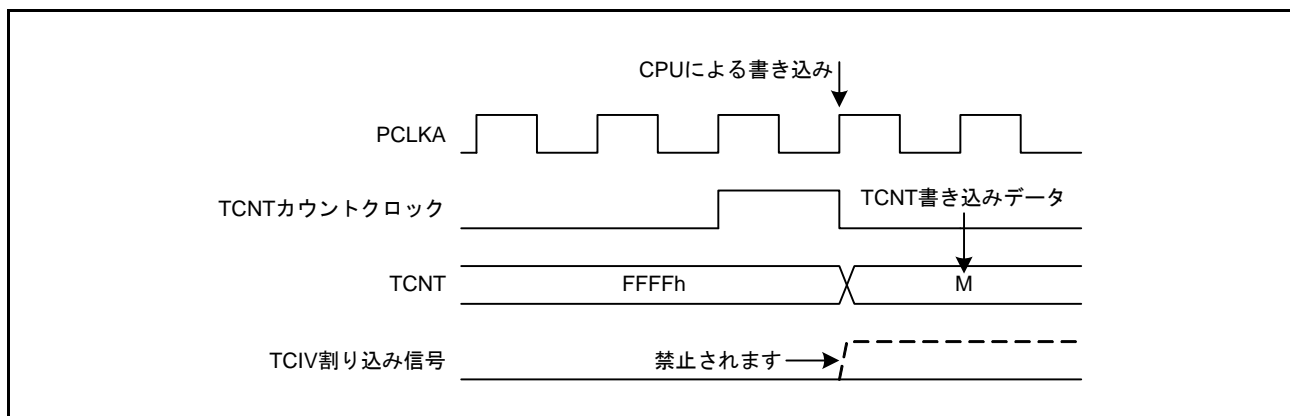 CPUによる書き込み
PCLKA
TCNTカウントクロック
TCNT書き込みデータ
TCNT
FFFFh
M
TCIV割り込み信号
禁止されます